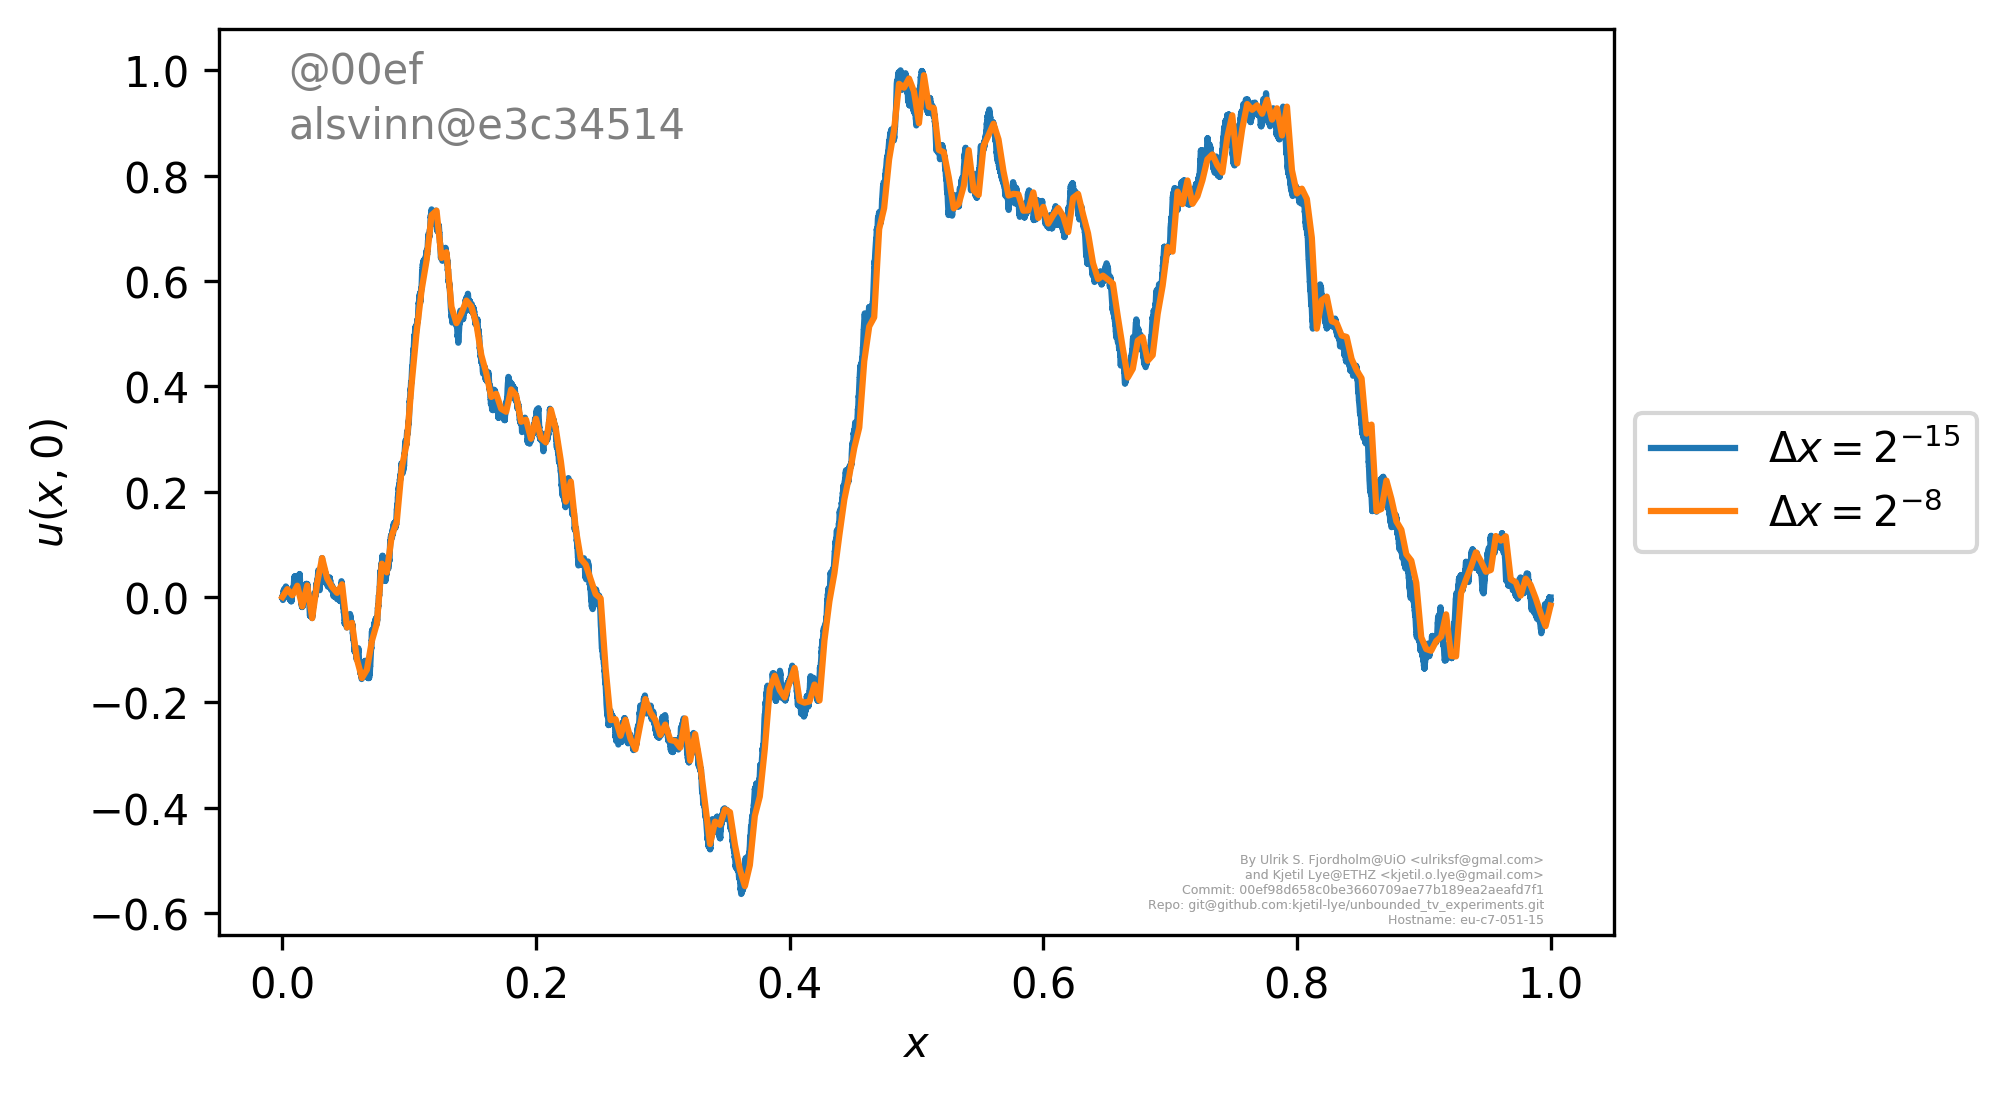 @00ef
alsvinn@e3c34514
1.0
0.8
0.6
0.4
0.2
0.0
−0.2
−0.4
−0.6
u(x, 0)
0.0 0.2 0.4 0.6 0.8 1.0
x
Δx = 2⁻¹⁵
Δx = 2⁻⁸
By Ulrik S. Fjordholm@UiO <ulriksf@gmal.com>
and Kjetil Lye@ETHZ <kjetil.o.lye@gmail.com>
Commit: 00ef98d658c0be3660709ae77b189ea2aeafd7f1
Repo: git@github.com:kjetil-lye/unbounded_tv_experiments.git
Hostname: eu-c7-051-15